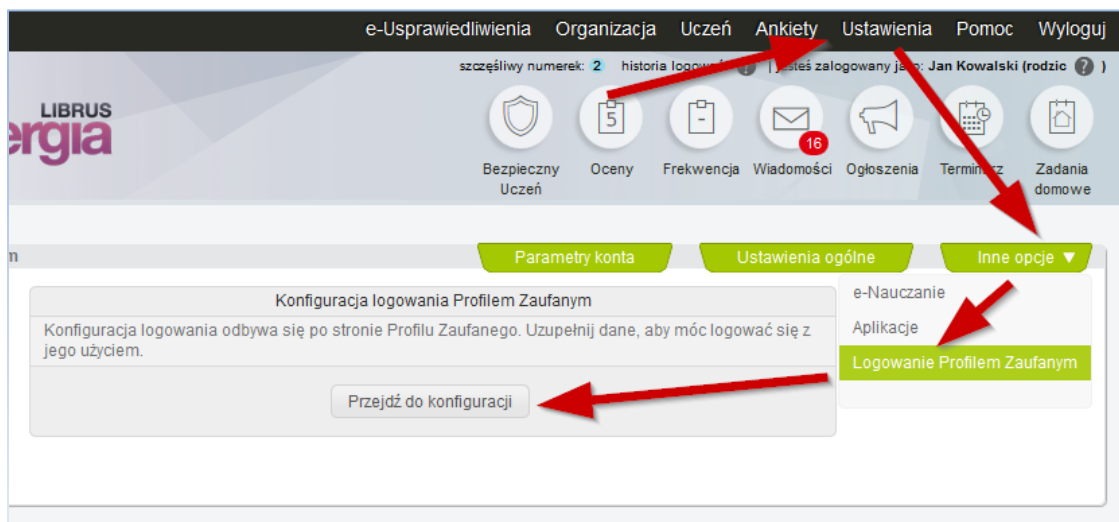 e-Usprawiedliwienia Organizacja Uczeń Ankiety Ustawienia Pomoc Wyloguj
szczęśliwy numerek: 2 historia ? | jesteś zalogowany Jan Kowalski (rodzic ? )
LIBRUS
ergia
5 - 16
Bezpieczny Oceny Frekwencja Wiadomości Ogłoszenia Zadania
Uczeń domowe
m Parametry konta Ustawienia ogólne Inne opcje ▼
Konfiguracja logowania Profilem Zaufanym e-Nauczanie
Konfiguracja logowania odbywa się po stronie Profilu Zaufanego. Uzupełnij dane, aby móc logować się z Aplikacje
jego użyciem.
Logowanie Profilem Zaufanym
Przejdź do konfiguracji